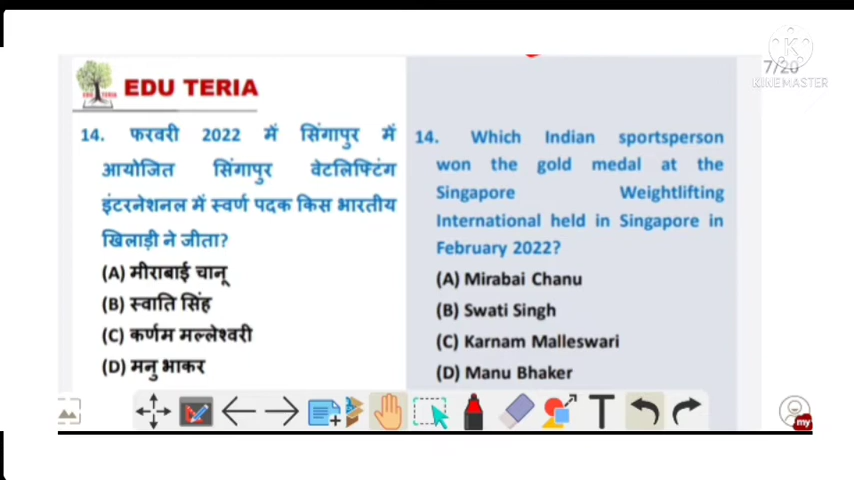 EDU TERIA
14. फरवरी 2022 में सिंगापुर में
आयोजित सिंगापुर वेटलिफ्टिंग
इंटरनेशनल में स्वर्ण पदक किस भारतीय
खिलाड़ी ने जीता?
(A) मीराबाई चानू
(B) स्वाति सिंह
(C) कर्णम मल्लेश्वरी
(D) मनु भाकर
14. Which Indian sportsperson
won the gold medal at the
Singapore Weightlifting
International held in Singapore in
February 2022?
(A) Mirabai Chanu
(B) Swati Singh
(C) Karnam Malleswari
(D) Manu Bhaker
7/20
KINEMASTER
T
my